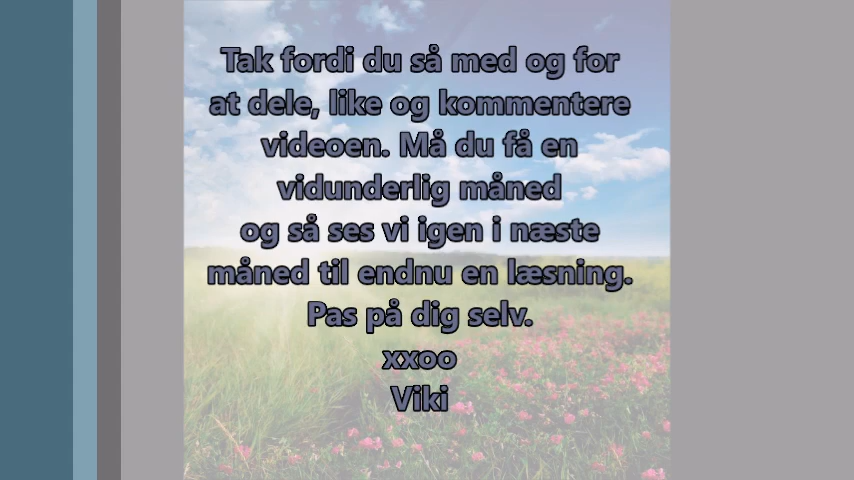 Tak fordi du så med og for
at dele, like og kommentere
videoen. Må du få en
vidunderlig måned
og så ses vi igen i næste
måned til endnu en læsning.
Pas på dig selv.
xxoo
Viki